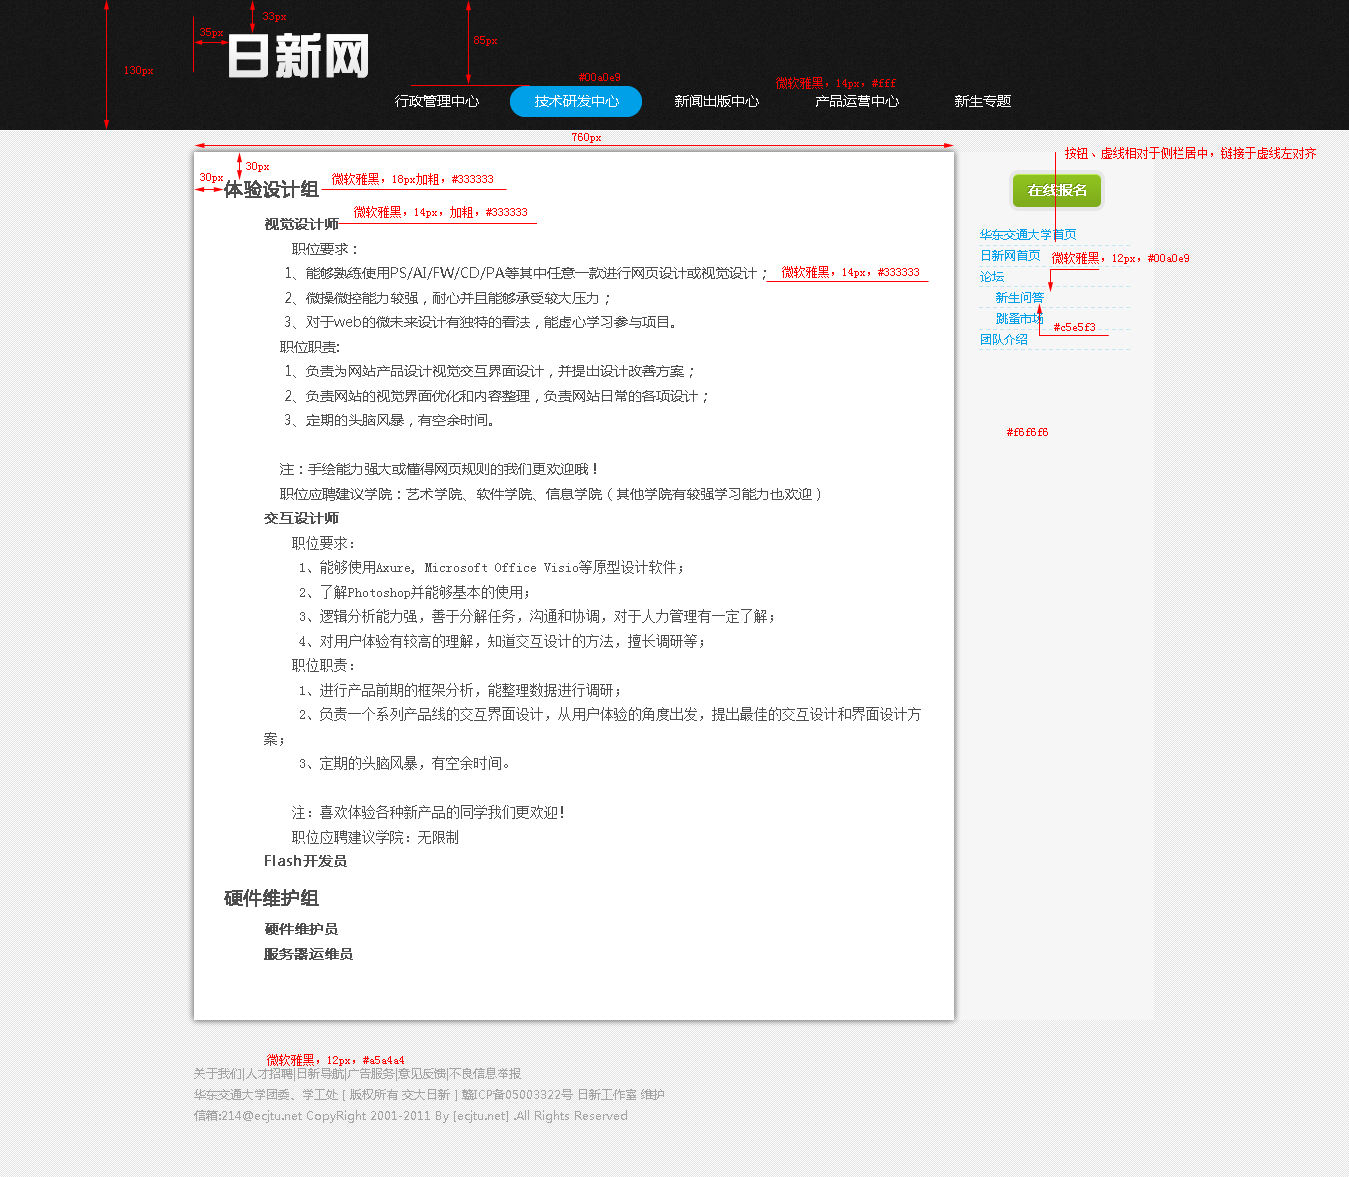 33px
35px
日新网
65px
130px
#00a0e9
微软雅黑，14px，#fff
行政管理中心
技术研发中心
新闻出版中心
产品运营中心
新生专题
760px
按钮、虚线相对于侧栏居中，链接于虚线左对齐
30px
30px
体验设计组
微软雅黑，18px加粗，#333333
在线报名
微软雅黑，14px，加粗，#333333
视觉设计师
华东交通大学首页
职位要求：
日新网首页
微软雅黑，12px，#00a0e9
1、能够熟练使用PS/AI/FW/CD/PA等其中任意一款进行网页设计或视觉设计；
微软雅黑，14px，#333333
论坛
2、微操微控能力较强，耐心并且能够承受较大压力；
新生问答
3、对于web的微未来设计有独特的看法，能虚心学习参与项目。
跳蚤市场
#c5e5f3
职位职责:
团队介绍
1、负责为网站产品设计视觉交互界面设计，并提出设计改善方案；
2、负责网站的视觉界面优化和内容整理，负责网站日常的各项设计；
3、定期的头脑风暴，有空余时间。
#f6f6f6
注：手绘能力强大或懂得网页规则的我们更欢迎哦！
职位应聘建议学院：艺术学院、软件学院、信息学院（其他学院有较强学习能力也欢迎）
交互设计师
职位要求：
1、能够使用Axure, Microsoft Office Visio等原型设计软件；
2、了解Photoshop并能够基本的使用；
3、逻辑分析能力强，善于分解任务，沟通和协调，对于人力管理有一定了解；
4、对用户体验有较高的理解，知道交互设计的方法，擅长调研等；
职位职责：
1、进行产品前期的框架分析，能整理数据进行调研；
2、负责一个系列产品线的交互界面设计，从用户体验的角度出发，提出最佳的交互设计和界面设计方
案；
3、定期的头脑风暴，有空余时间。
注：喜欢体验各种新产品的同学我们更欢迎！
职位应聘建议学院：无限制
Flash开发员
硬件维护组
硬件维护员
服务器运维员
微软雅黑，12px，#a5a4a4
关于我们|人才招聘|日新导航|广告服务|意见反馈|不良信息举报
华东交通大学团委、学工处 [ 版权所有 交大日新 ] 赣ICP备05003322号 日新工作室 维护
信箱:214@ecjtu.net CopyRight 2001-2011 By [ecjtu.net] .All Rights Reserved